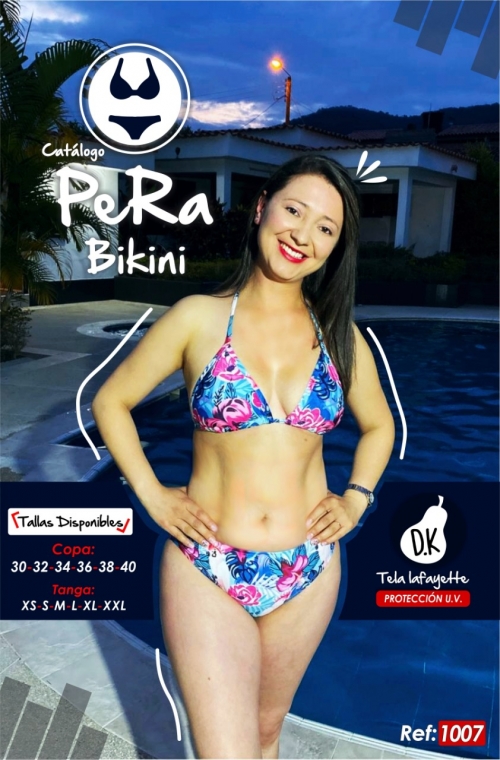 Catálogo
PeRa
Bikini
Tallas Disponibles
Copa:
30-32-34-36-38-40
Tanga:
XS-S-M-L-XL-XXL
D.K
Tela lafayette
PROTECCIÓN U.V.
Ref: 1007